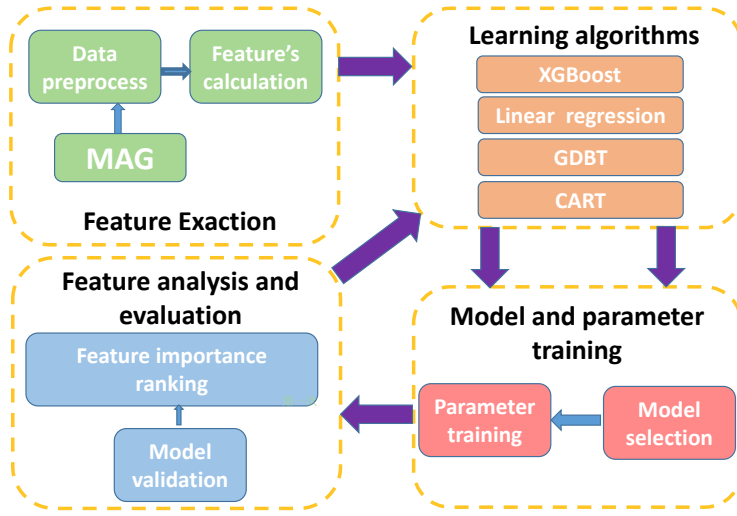 Data
preprocess
Feature's
calculation
MAG
Feature Exaction
Learning algorithms
XGBoost
Linear regression
GDBT
CART
Feature analysis and
evaluation
Feature importance
ranking
Model
validation
Model and parameter
training
Parameter
training
Model
selection